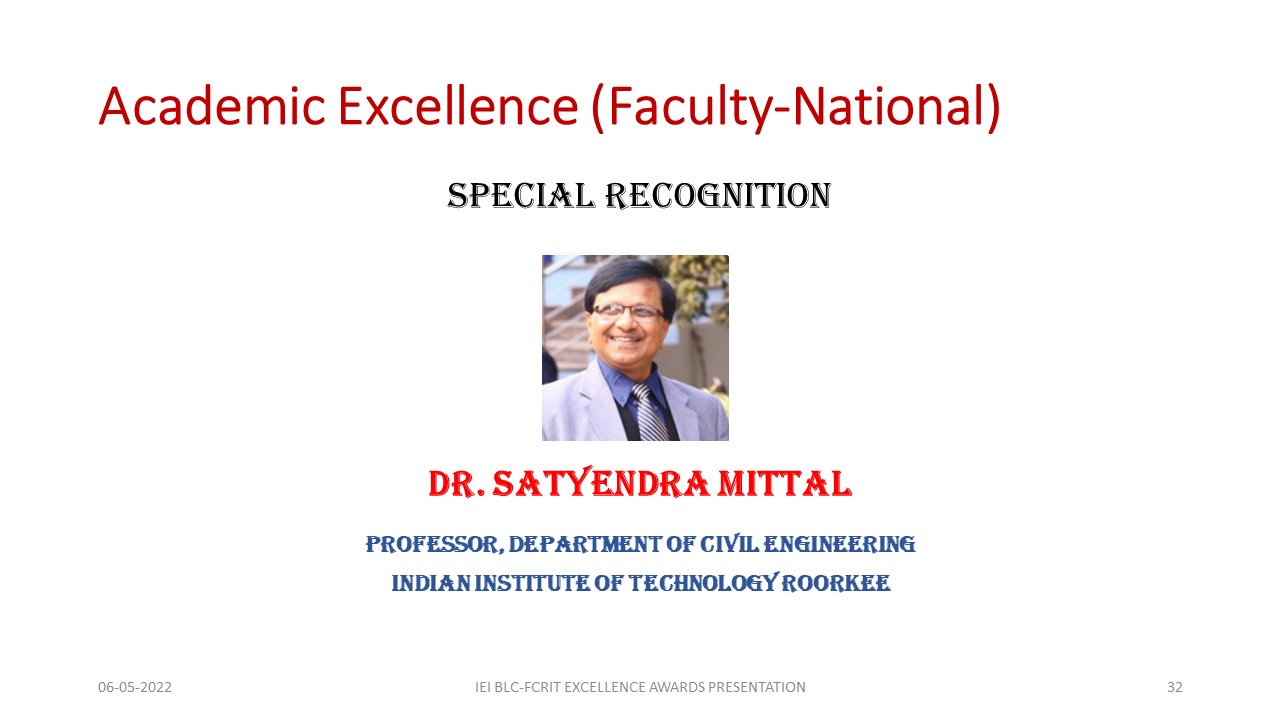 Academic Excellence (Faculty-National)
SPECIAL RECOGNITION
DR. SATYENDRA MITTAL
PROFESSOR, DEPARTMENT OF CIVIL ENGINEERING
INDIAN INSTITUTE OF TECHNOLOGY ROORKEE
06-05-2022
IEI BLC-FCRIT EXCELLENCE AWARDS PRESENTATION
32